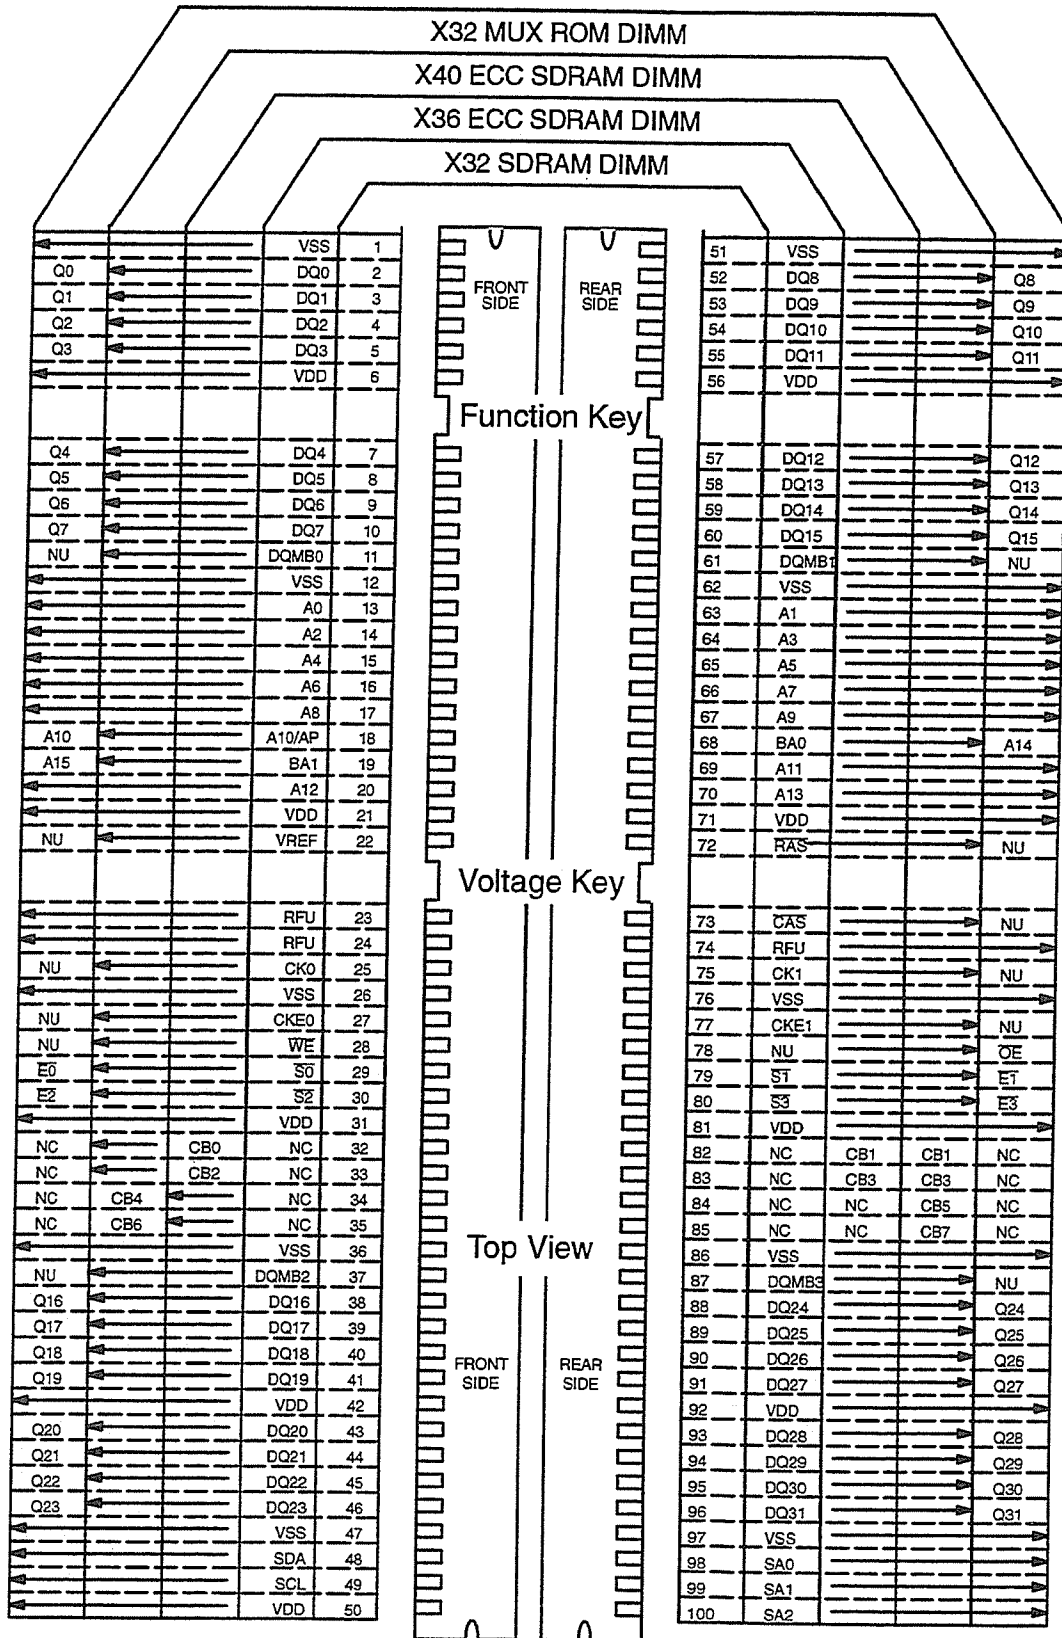 X32 MUX ROM DIMM
X40 ECC SDRAM DIMM
X36 ECC SDRAM DIMM
X32 SDRAM DIMM
VSS 1
Q0 DQ0 2
Q1 DQ1 3
Q2 DQ2 4
Q3 DQ3 5
VDD 6
Q4 DQ4 7
Q5 DQ5 8
Q6 DQ6 9
Q7 DQ7 10
NU DQMB0 11
VSS 12
A0 13
A2 14
A4 15
A6 16
A8 17
A10 A10/AP 18
A15 BA1 19
A12 20
VDD 21
NU VREF 22
RFU 23
RFU 24
NU CK0 25
VSS 26
NU CKE0 27
NU W̅E̅ 28
E̅0̅ S̅0̅ 29
E̅2̅ S̅2̅ 30
VDD 31
NC CB0 NC 32
NC CB2 NC 33
NC CB4 NC 34
NC CB6 NC 35
VSS 36
NU DQMB2 37
Q16 DQ16 38
Q17 DQ17 39
Q18 DQ18 40
Q19 DQ19 41
VDD 42
Q20 DQ20 43
Q21 DQ21 44
Q22 DQ22 45
Q23 DQ23 46
VSS 47
SDA 48
SCL 49
VDD 50
FRONT
SIDE
REAR
SIDE
Function Key
Voltage Key
Top View
FRONT
SIDE
REAR
SIDE
51 VSS
52 DQ8 Q8
53 DQ9 Q9
54 DQ10 Q10
55 DQ11 Q11
56 VDD
57 DQ12 Q12
58 DQ13 Q13
59 DQ14 Q14
60 DQ15 Q15
61 DQMB1 NU
62 VSS
63 A1
64 A3
65 A5
66 A7
67 A9
68 BA0 A14
69 A11
70 A13
71 VDD
72 R̅A̅S̅ NU
73 C̅A̅S̅ NU
74 RFU
75 CK1 NU
76 VSS
77 CKE1 NU
78 NU O̅E̅
79 S̅1̅ E̅1̅
80 S̅3̅ E̅3̅
81 VDD
82 NC CB1 CB1 NC
83 NC CB3 CB3 NC
84 NC NC CB5 NC
85 NC NC CB7 NC
86 VSS
87 DQMB3 NU
88 DQ24 Q24
89 DQ25 Q25
90 DQ26 Q26
91 DQ27 Q27
92 VDD
93 DQ28 Q28
94 DQ29 Q29
95 DQ30 Q30
96 DQ31 Q31
97 VSS
98 SA0
99 SA1
100 SA2